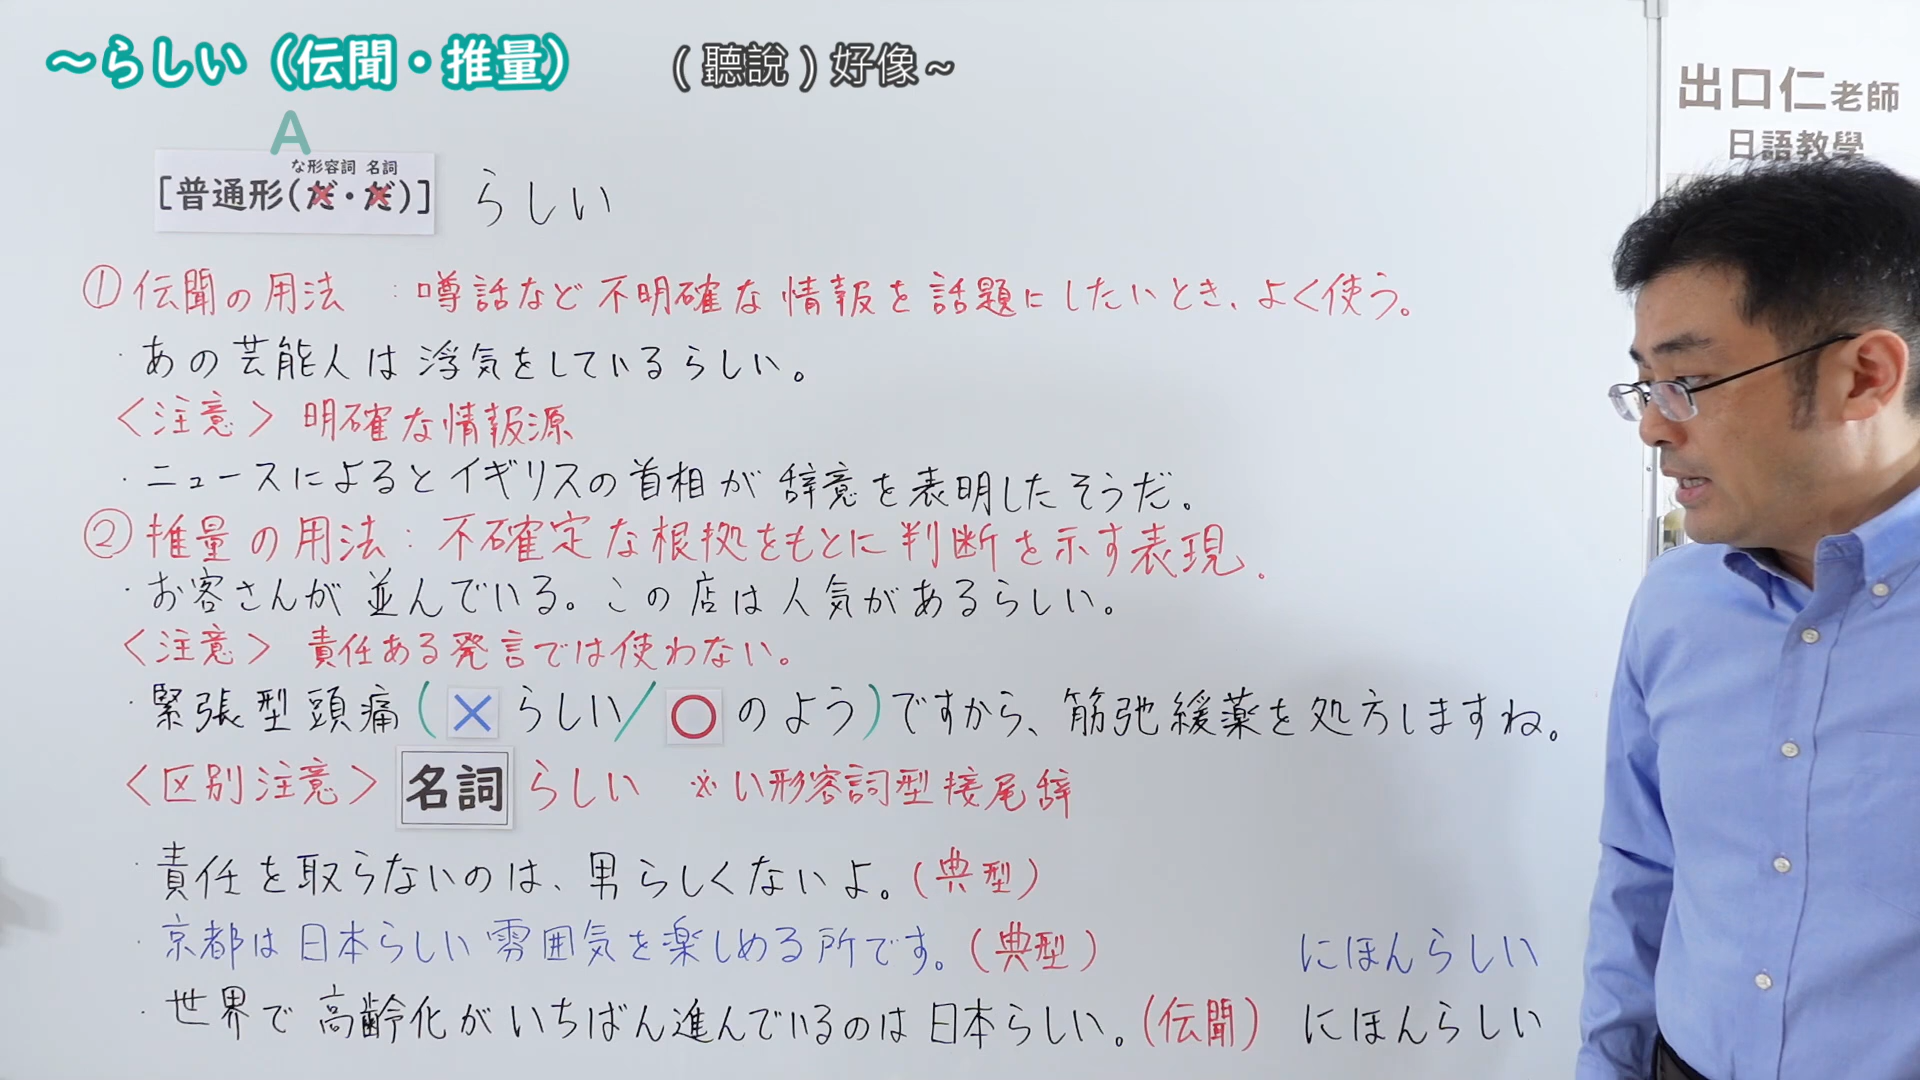 ～らしい（伝聞・推量） （聽說）好像～
出口仁老師
日語教學
A
な形容詞 名詞
[普通形(だ・だ)] らしい
①伝聞の用法：噂話など不明確な情報を話題にしたいとき、よく使う。
・あの芸能人は浮気をしているらしい。
〈注意〉明確な情報源
・ニュースによるとイギリスの首相が辞意を表明したそうだ。
②推量の用法：不確定な根拠をもとに判断を示す表現。
・お客さんが並んでいる。この店は人気があるらしい。
〈注意〉責任ある発言では使わない。
・緊張型頭痛(×らしい/○のよう)ですから、筋弛緩薬を処方しますね。
〈区別注意〉名詞らしい ※い形容詞型接尾辞
・責任を取らないのは、男らしくないよ。(典型)
・京都は日本らしい雰囲気を楽しめる所です。(典型) にほんらしい
・世界で高齢化がいちばん進んでいるのは日本らしい。(伝聞) にほんらしい